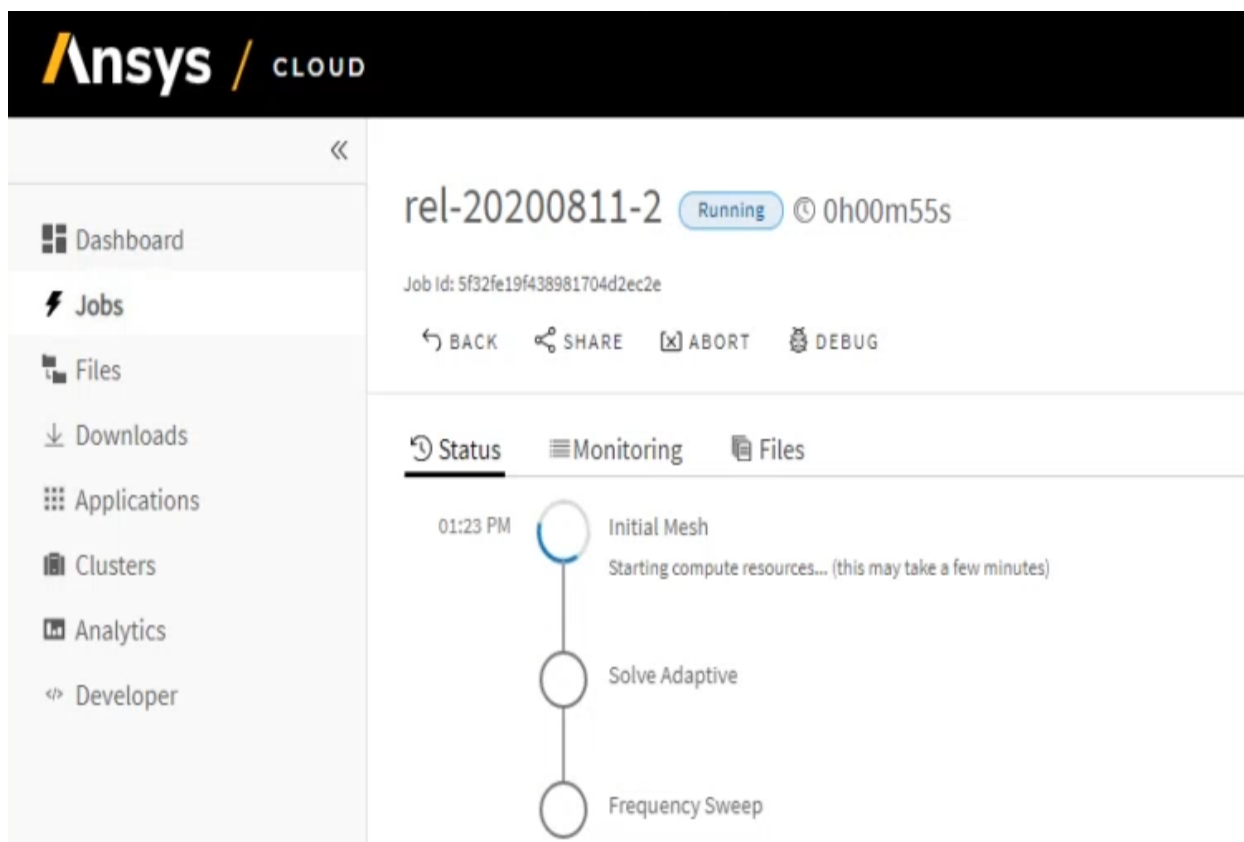 Ansys / CLOUD
«
Dashboard
Jobs
Files
Downloads
Applications
Clusters
Analytics
</> Developer
rel-20200811-2 Running 0h00m55s
Job Id: 5f32fe19f438981704d2ec2e
BACK SHARE ABORT DEBUG
Status Monitoring Files
01:23 PM Initial Mesh
Starting compute resources... (this may take a few minutes)
Solve Adaptive
Frequency Sweep